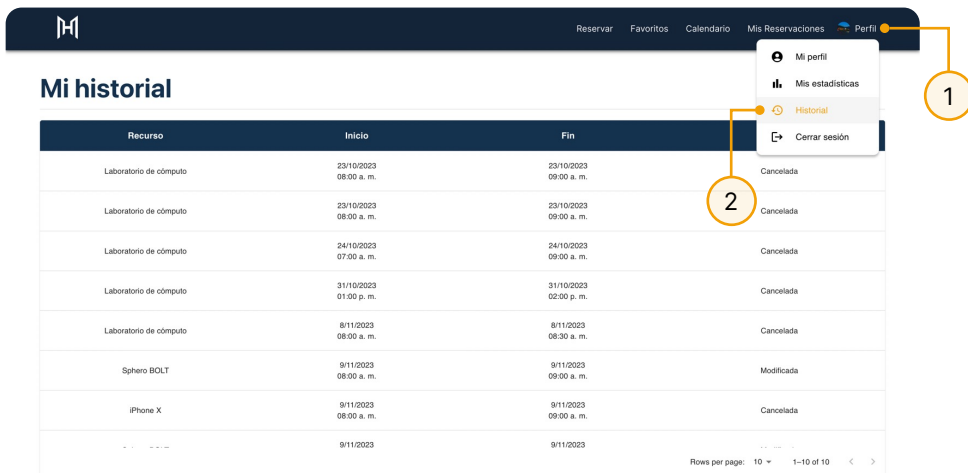 Reservar Favoritos Calendario Mis Reservaciones Perfil
1
Mi perfil
Mis estadísticas
Historial
Cerrar sesión
Mi historial
Recurso Inicio Fin
Laboratorio de cómputo 23/10/2023 08:00 a. m. 23/10/2023 09:00 a. m. Cancelada
2
Laboratorio de cómputo 23/10/2023 08:00 a. m. 23/10/2023 09:00 a. m. Cancelada
Laboratorio de cómputo 24/10/2023 07:00 a. m. 24/10/2023 09:00 a. m. Cancelada
Laboratorio de cómputo 31/10/2023 01:00 p. m. 31/10/2023 02:00 p. m. Cancelada
Laboratorio de cómputo 8/11/2023 08:00 a. m. 8/11/2023 08:30 a. m. Cancelada
Sphero BOLT 9/11/2023 08:00 a. m. 9/11/2023 09:00 a. m. Modificada
iPhone X 9/11/2023 08:00 a. m. 9/11/2023 09:00 a. m. Cancelada
9/11/2023 9/11/2023
Rows per page: 10 1–10 of 10